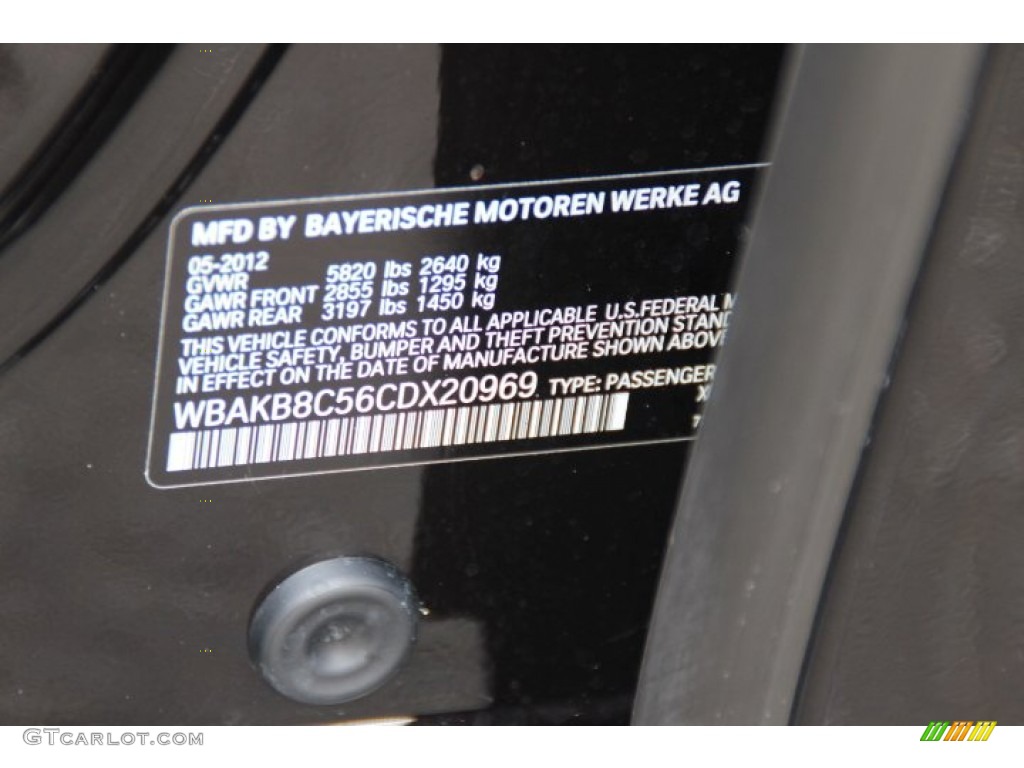 MFD BY BAYERISCHE MOTOREN WERKE AG
05-2012
GVWR 5820 lbs 2640 kg
GAWR FRONT 2855 lbs 1295 kg
GAWR REAR 3197 lbs 1450 kg
THIS VEHICLE CONFORMS TO ALL APPLICABLE U.S.FEDERAL M
VEHICLE SAFETY, BUMPER AND THEFT PREVENTION STAND
IN EFFECT ON THE DATE OF MANUFACTURE SHOWN ABOVE
WBAKB8C56CDX20969 TYPE: PASSENGER
X
GTCarlot.com